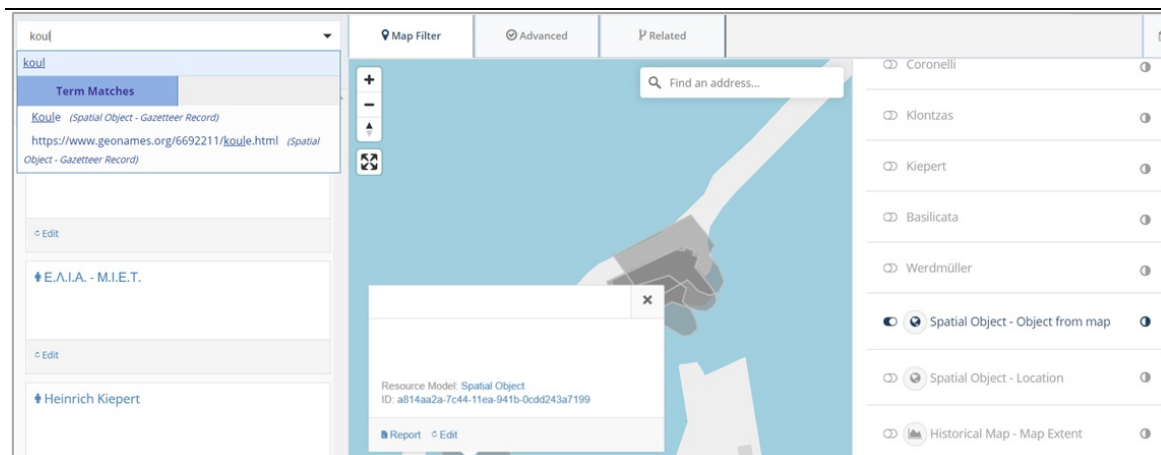 koul
koul
Term Matches
Koule (Spatial Object - Gazetteer Record)
https://www.geonames.org/6692211/koule.html (Spatial
Object - Gazetteer Record)
Edit
Ε.Λ.Ι.Α. - Μ.Ι.Ε.Τ.
Edit
Heinrich Kiepert
Map Filter
Advanced
Related
Find an address...
Resource Model: Spatial Object
ID: a814aa2a-7c44-11ea-941b-0cdd243a7199
Report Edit
Coronelli
Klontzas
Kiepert
Basilicata
Werdmüller
Spatial Object - Object from map
Spatial Object - Location
Historical Map - Map Extent